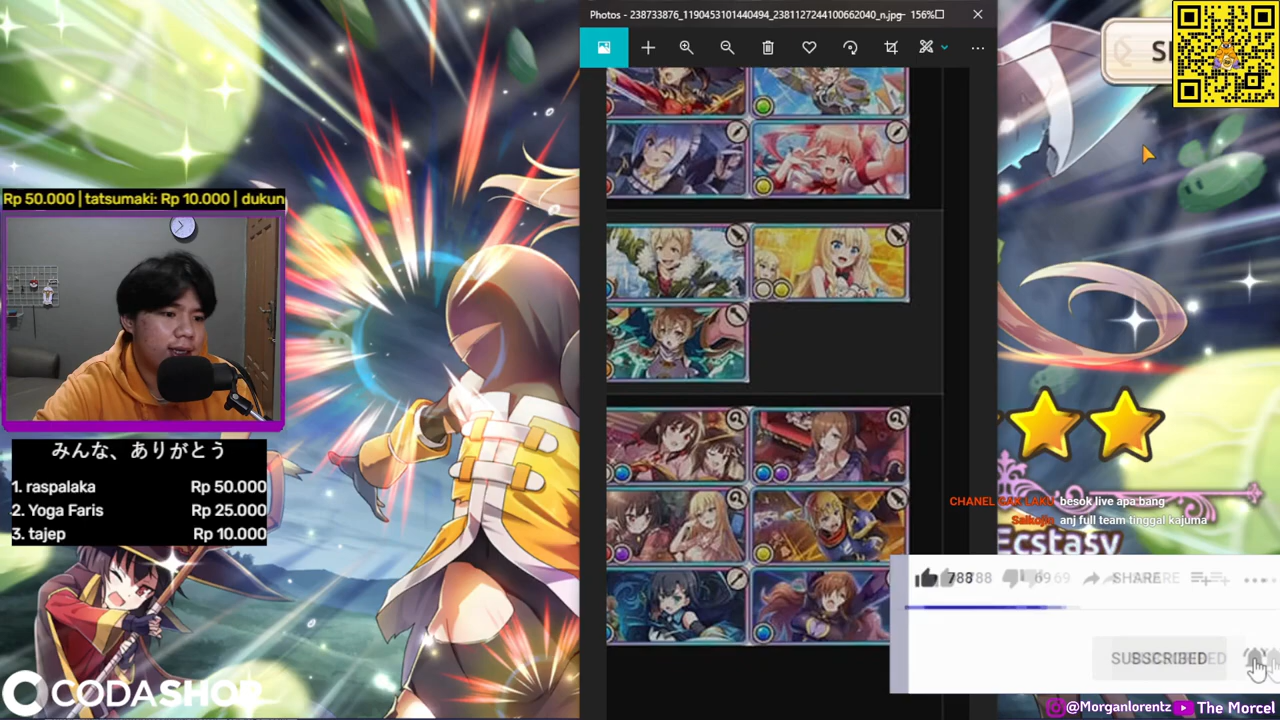 Photos - 238733876_1190453101440494_2381127244100662040_n.jpg
156%
Rp 50.000 | tatsumaki: Rp 10.000 | dukun
みんな、ありがとう
1. raspalaka Rp 50.000
2. Yoga Faris Rp 25.000
3. tajep Rp 10.000
CODASHOP
CHANEL GAK LAKU besok live apa bang
Saikojie anj full team tinggal kajuma
Ecstasy
788 69 SHARE
SUBSCRIBED
@Morganlorentz The Morcel